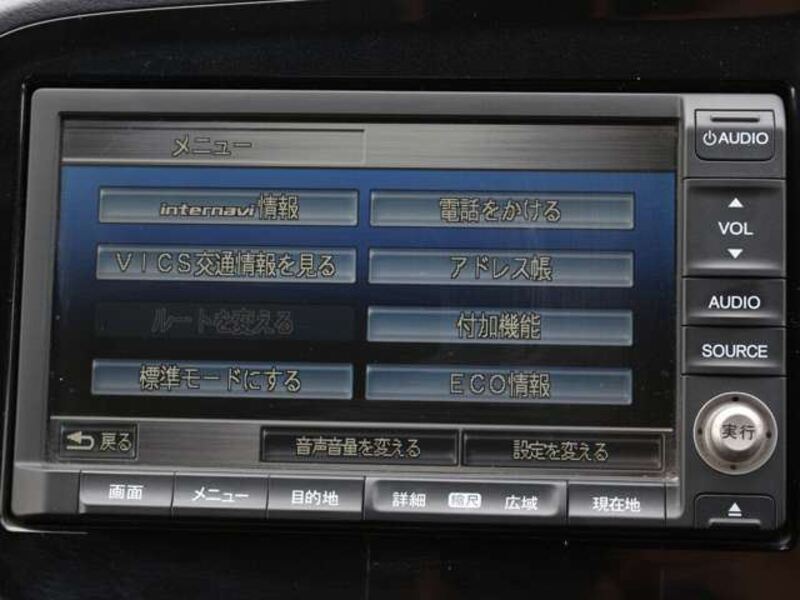 メニュー
internavi情報 電話をかける
VICS交通情報を見る アドレス帳
ルートを変える 付加機能
標準モードにする ECO情報
戻る 音声音量を変える 設定を変える
画面 メニュー 目的地 詳細 縮尺 広域 現在地
AUDIO
VOL
AUDIO
SOURCE
実行